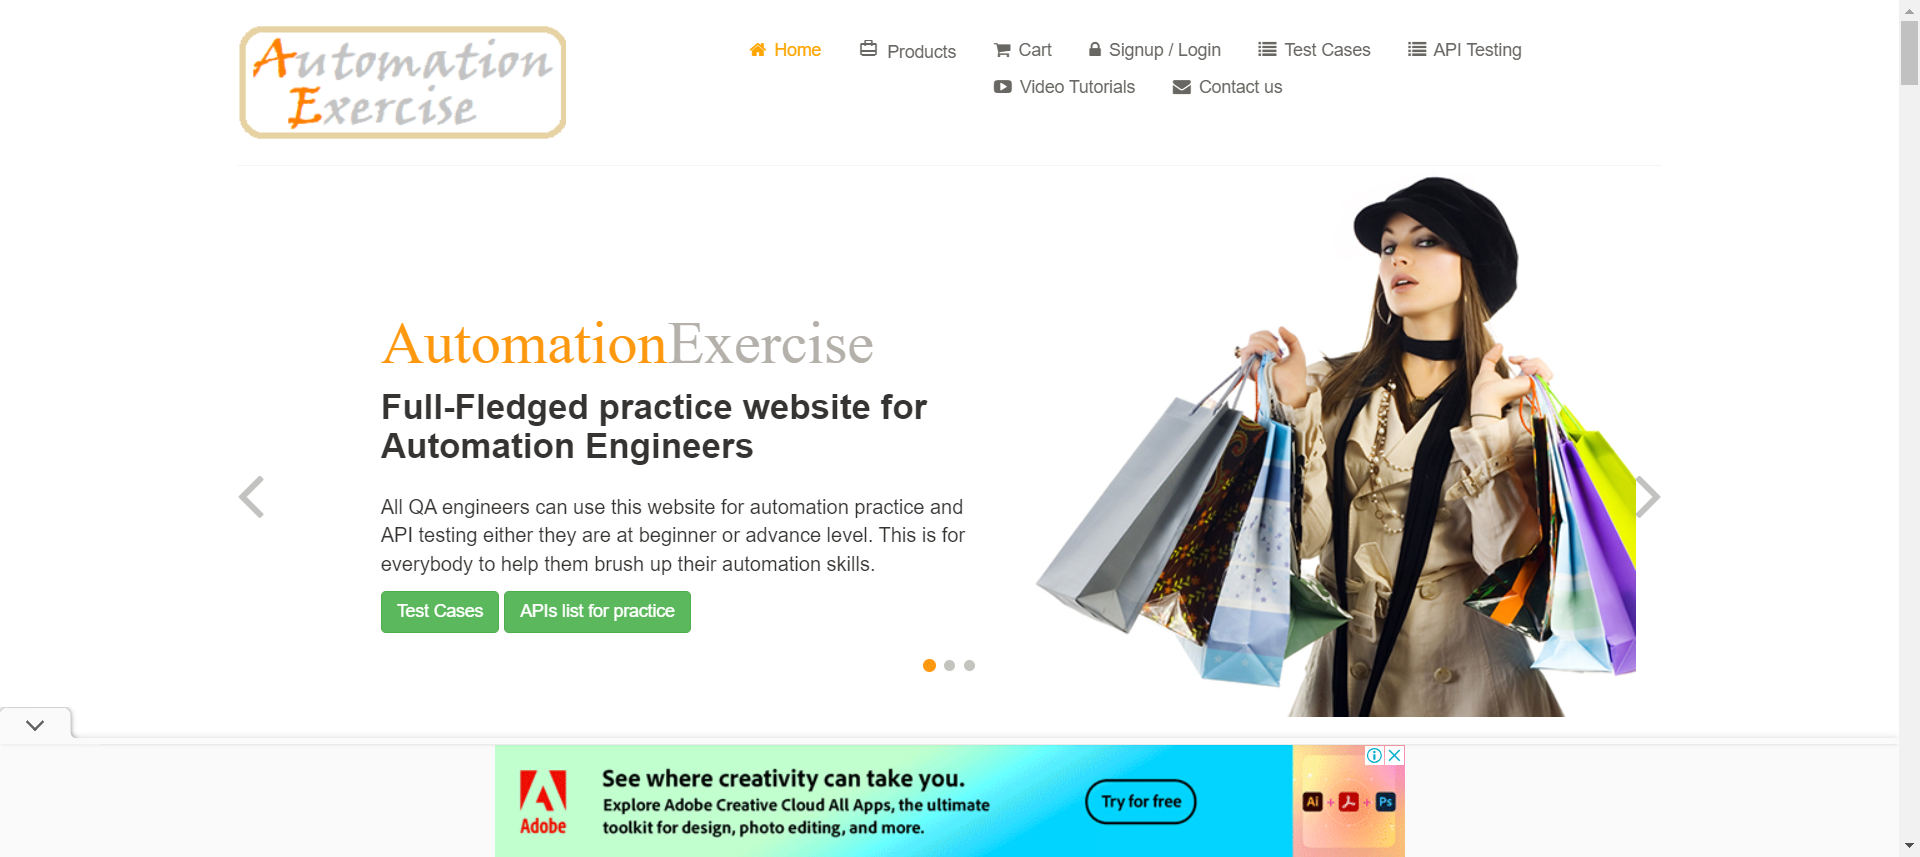 Automation
Exercise
Home
Products
Cart
Signup / Login
Test Cases
API Testing
Video Tutorials
Contact us
AutomationExercise
Full-Fledged practice website for
Automation Engineers
All QA engineers can use this website for automation practice and
API testing either they are at beginner or advance level. This is for
everybody to help them brush up their automation skills.
Test Cases
APIs list for practice
Adobe
See where creativity can take you.
Explore Adobe Creative Cloud All Apps, the ultimate
toolkit for design, photo editing, and more.
Try for free
Ai + + Ps